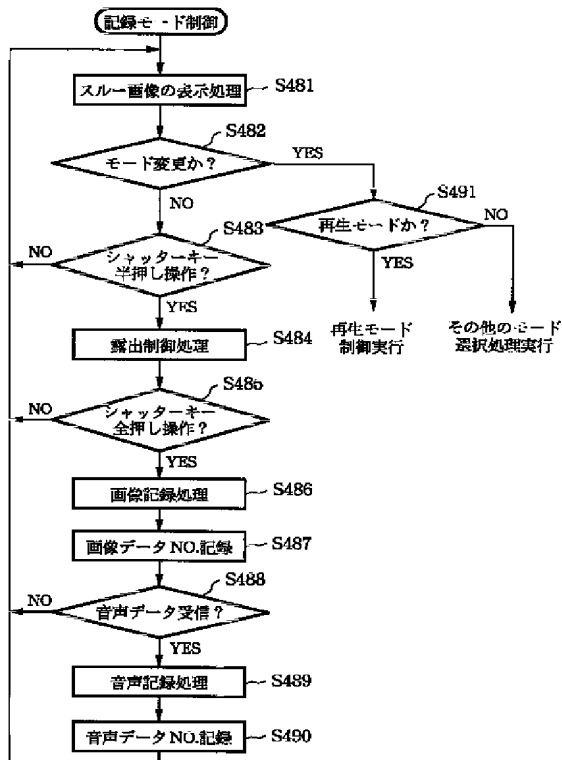 記録モード制御
スルー画像の表示処理
S481
S482
モード変更か？
YES
NO
S491
再生モードか？
NO
YES
再生モード
制御実行
その他のモード
選択処理実行
S483
シャッターキー
半押し操作？
NO
YES
露出制御処理
S484
S485
シャッターキー
全押し操作？
NO
YES
画像記録処理
S486
画像データNO.記録
S487
S488
音声データ受信？
NO
YES
音声記録処理
S489
音声データNO.記録
S490